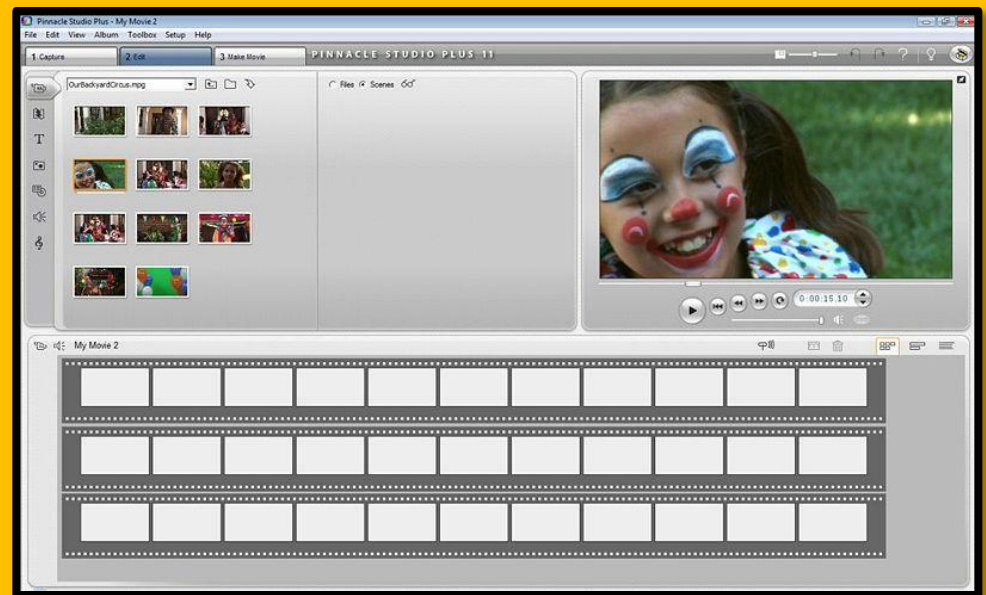 Pinnacle Studio Plus - My Movie 2
File Edit View Album Toolbox Setup Help
1 Capture 2 Edit 3 Make Movie PINNACLE STUDIO PLUS 11
OurBackyardCircus.mpg
Files Scenes
T
0:00:15.10
My Movie 2